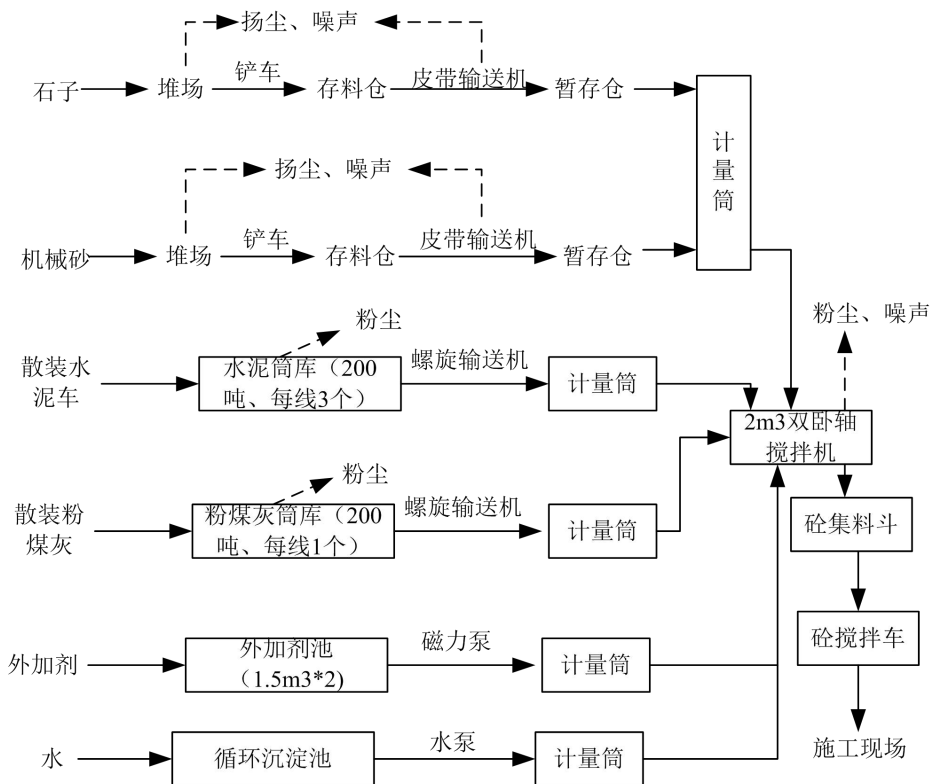 扬尘、噪声
石子
堆场
铲车
存料仓
皮带输送机
暂存仓
计
量
筒
扬尘、噪声
机械砂
堆场
铲车
存料仓
皮带输送机
暂存仓
粉尘
粉尘、噪声
散装水
泥车
水泥筒库（200
吨、每线3个）
螺旋输送机
计量筒
2m3双卧轴
搅拌机
粉尘
散装粉
煤灰
粉煤灰筒库（200
吨、每线1个）
螺旋输送机
计量筒
砼集料斗
外加剂
外加剂池
（1.5m3*2)
磁力泵
计量筒
砼搅拌车
水
循环沉淀池
水泵
计量筒
施工现场